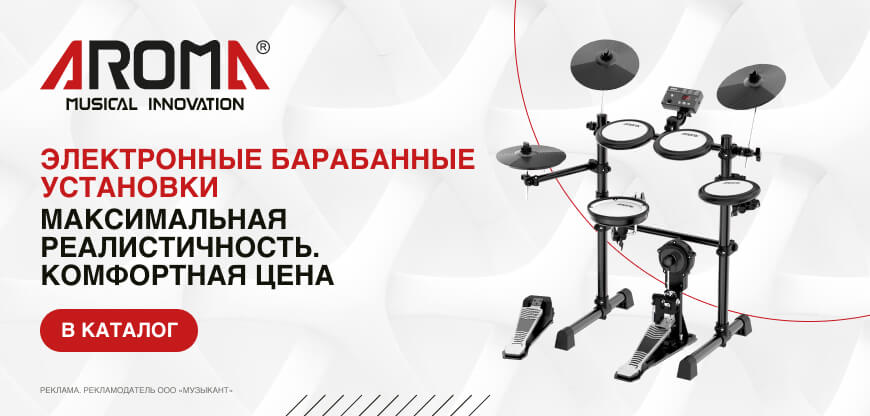 AROMA®
MUSICAL INNOVATION
ЭЛЕКТРОННЫЕ БАРАБАННЫЕ
УСТАНОВКИ
МАКСИМАЛЬНАЯ
РЕАЛИСТИЧНОСТЬ.
КОМФОРТНАЯ ЦЕНА
В КАТАЛОГ
РЕКЛАМА. РЕКЛАМОДАТЕЛЬ ООО «МУЗЫКАНТ»